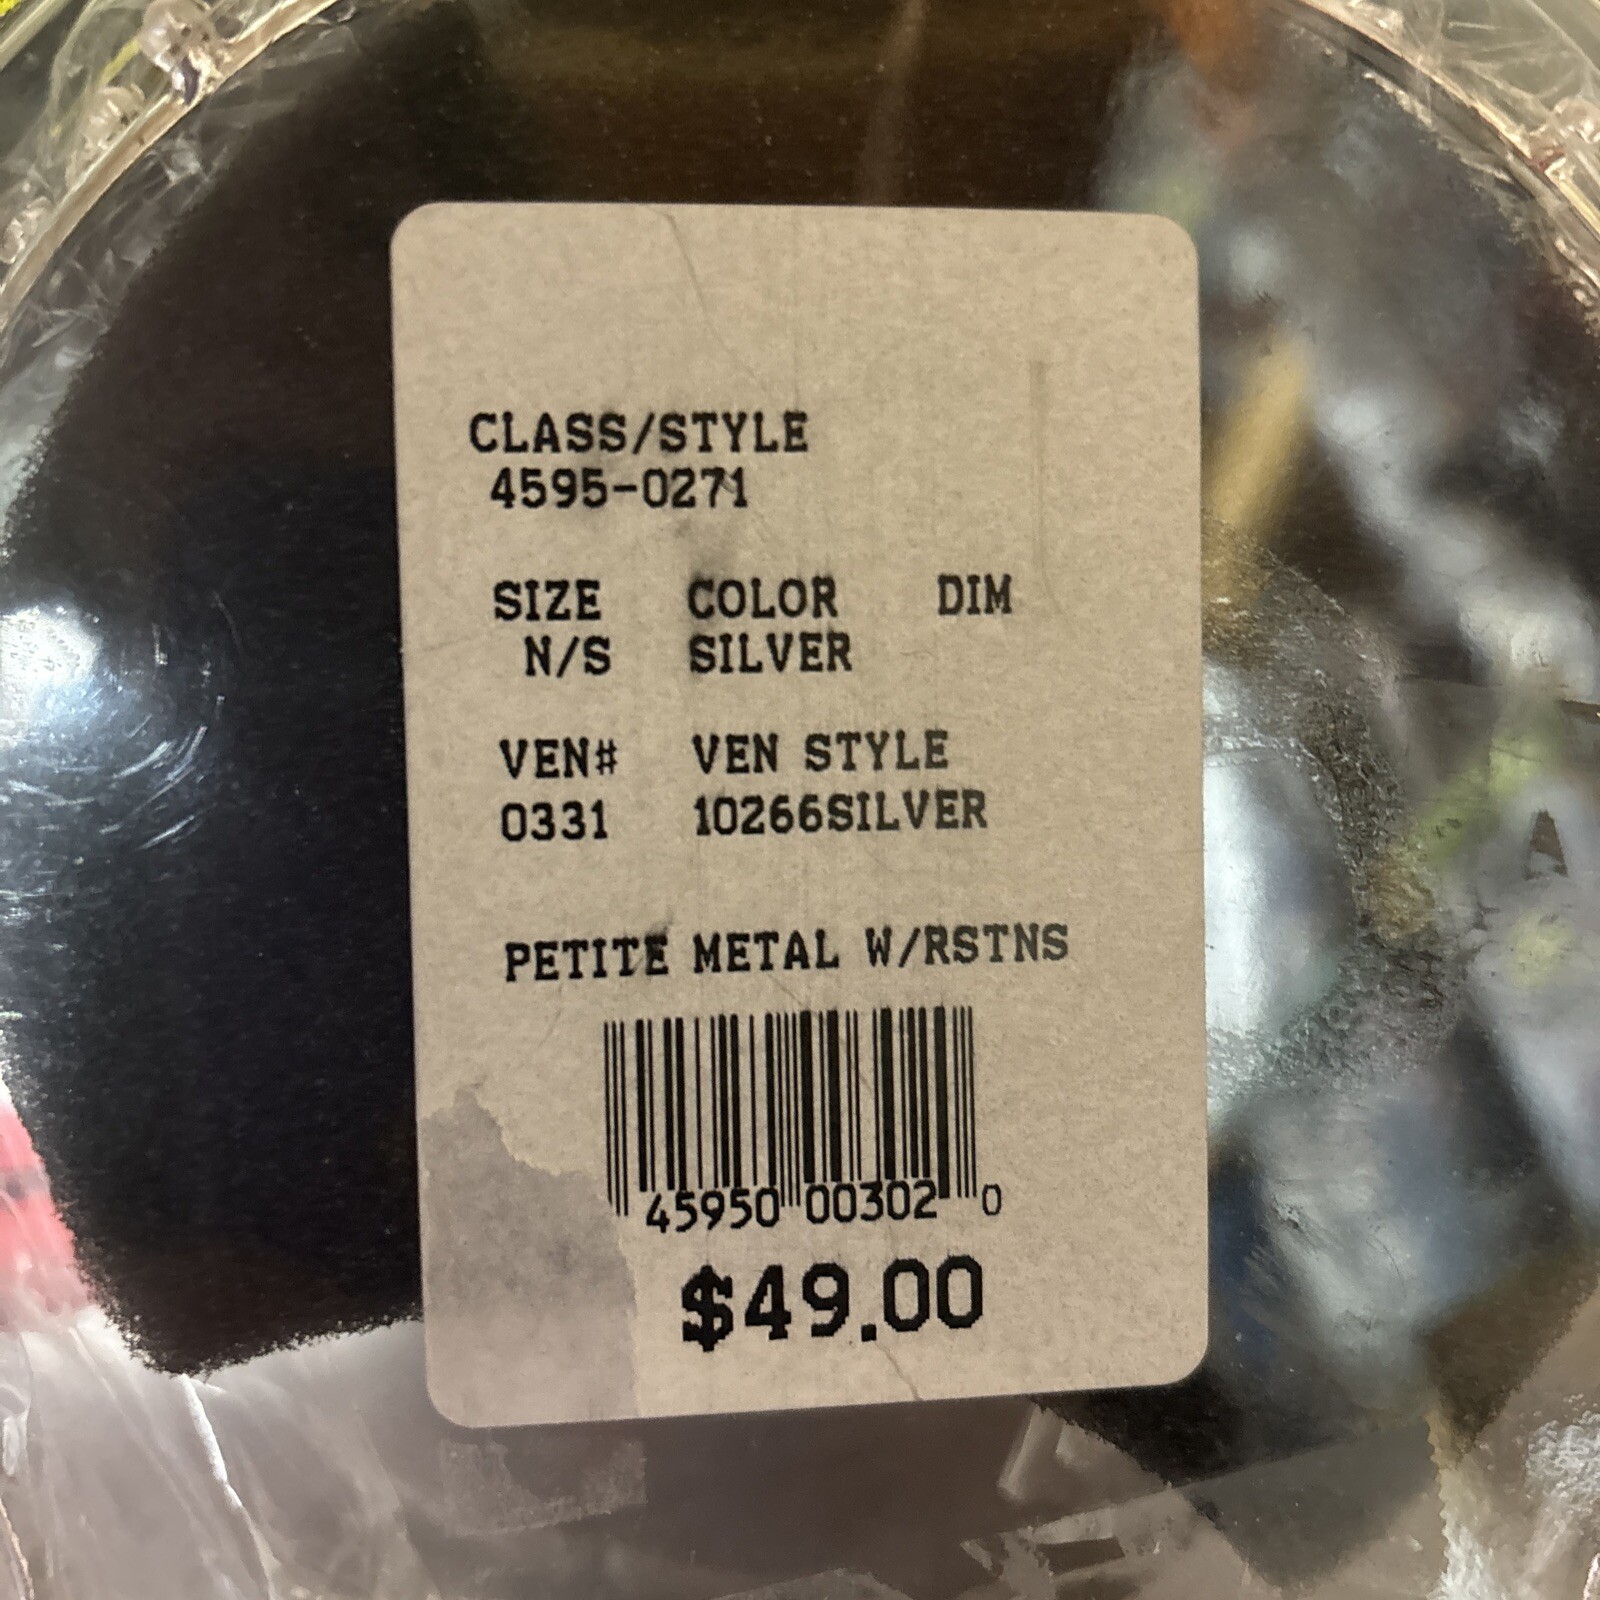 CLASS/STYLE
4595-0271
SIZE COLOR DIM
N/S SILVER
VEN# VEN STYLE
0331 10266SILVER
PETITE METAL W/RSTNS
45950 00302 0
$49.00